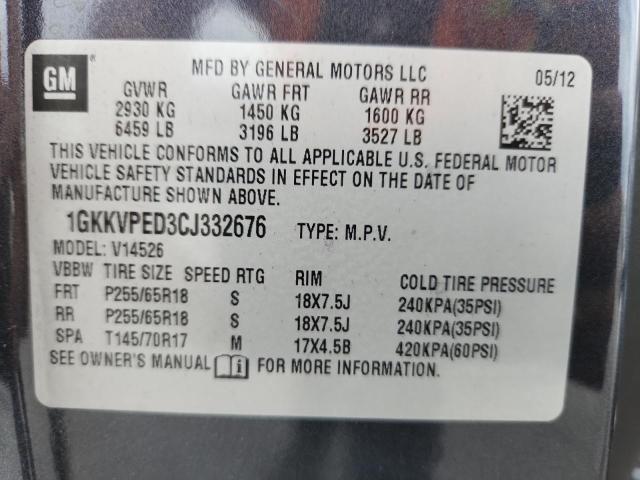 GM
MFD BY GENERAL MOTORS LLC 05/12
GVWR GAWR FRT GAWR RR
2930 KG 1450 KG 1600 KG
6459 LB 3196 LB 3527 LB
THIS VEHICLE CONFORMS TO ALL APPLICABLE U.S. FEDERAL MOTOR
VEHICLE SAFETY STANDARDS IN EFFECT ON THE DATE OF
MANUFACTURE SHOWN ABOVE.
1GKKVPED3CJ332676 TYPE: M.P.V.
MODEL: V14526
VBBW TIRE SIZE SPEED RTG RIM COLD TIRE PRESSURE
FRT P255/65R18 S 18X7.5J 240KPA(35PSI)
RR P255/65R18 S 18X7.5J 240KPA(35PSI)
SPA T145/70R17 M 17X4.5B 420KPA(60PSI)
SEE OWNER'S MANUAL i FOR MORE INFORMATION.